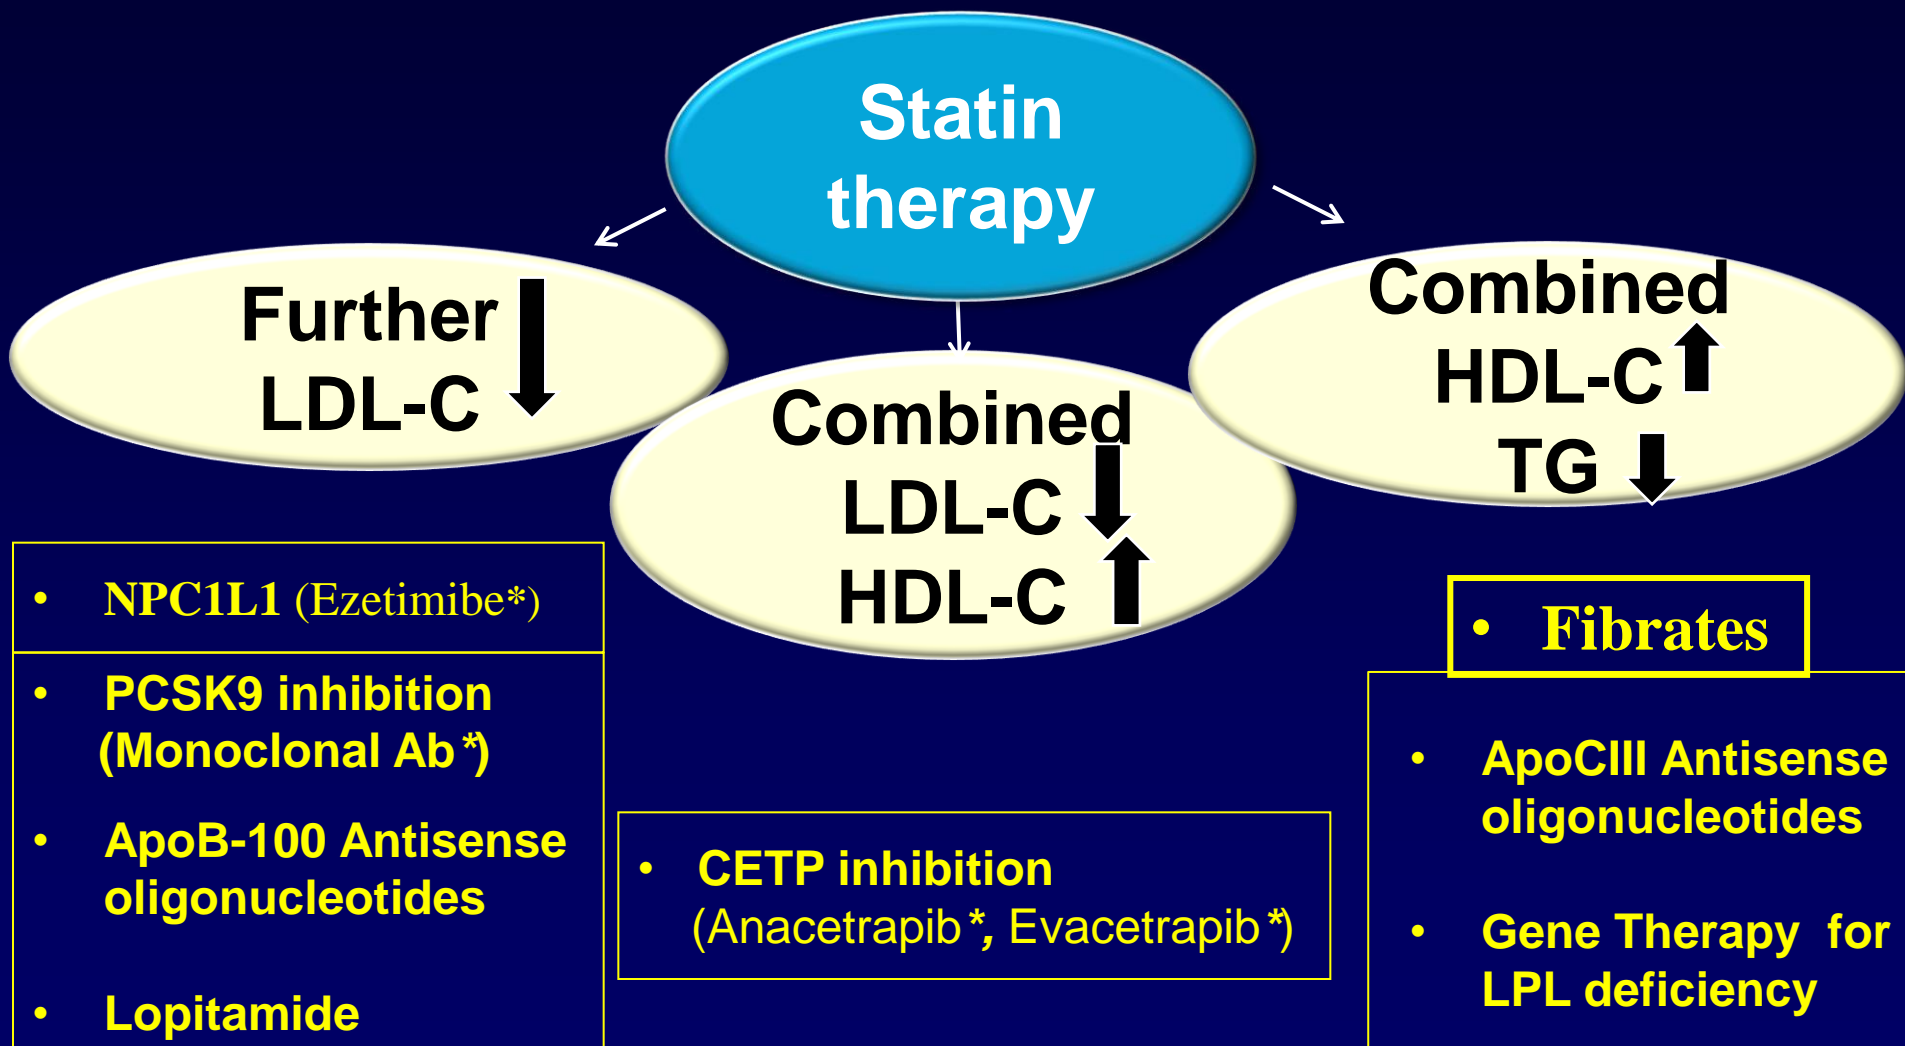 Statin
therapy
Further
LDL-C
Combined
LDL-C
HDL-C
Combined
HDL-C
TG
• NPC1L1 (Ezetimibe*)
• PCSK9 inhibition
(Monoclonal Ab*)
• ApoB-100 Antisense
oligonucleotides
• Lopitamide
• CETP inhibition
(Anacetrapib*, Evacetrapib*)
• Fibrates
• ApoCIII Antisense
oligonucleotides
• Gene Therapy for
LPL deficiency